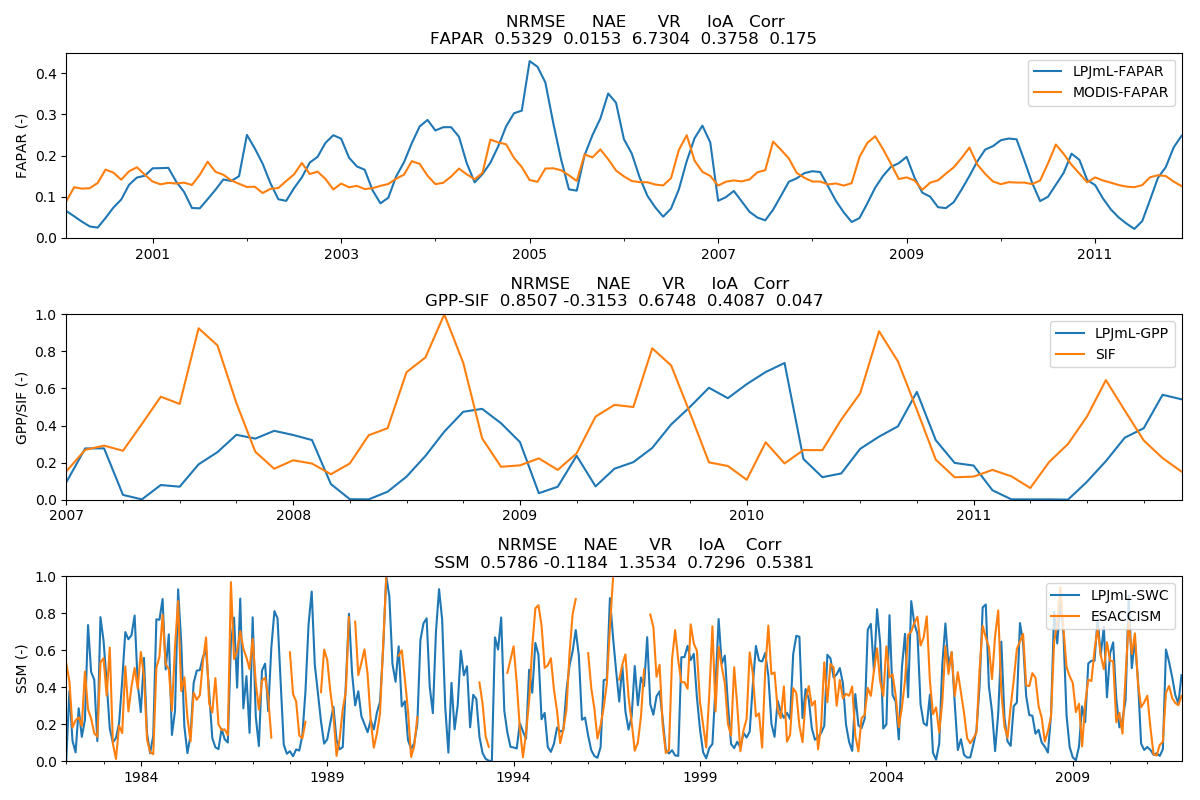 NRMSE NAE VR IoA Corr
FAPAR 0.5329 0.0153 6.7304 0.3758 0.175
0.4
0.3
0.2
0.1
0.0
FAPAR (-)
LPJmL-FAPAR
MODIS-FAPAR
2001 2003 2005 2007 2009 2011
NRMSE NAE VR IoA Corr
GPP-SIF 0.8507 -0.3153 0.6748 0.4087 0.047
1.0
0.8
0.6
0.4
0.2
0.0
GPP/SIF (-)
LPJmL-GPP
SIF
2007 2008 2009 2010 2011
NRMSE NAE VR IoA Corr
SSM 0.5786 -0.1184 1.3534 0.7296 0.5381
1.0
0.8
0.6
0.4
0.2
0.0
SSM (-)
LPJmL-SWC
ESACCISM
1984 1989 1994 1999 2004 2009